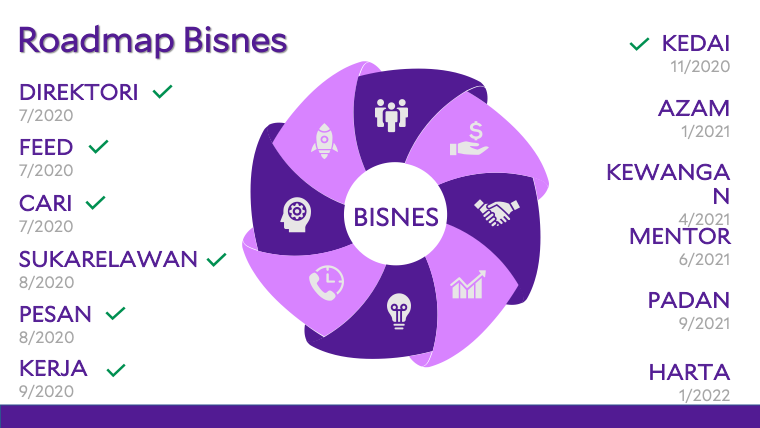 Roadmap Bisnes
DIREKTORI
7/2020
FEED
7/2020
CARI
7/2020
SUKARELAWAN
8/2020
PESAN
8/2020
KERJA
9/2020
$
BISNES
KEDAI
11/2020
AZAM
1/2021
KEWANGA
N
4/2021
MENTOR
6/2021
PADAN
9/2021
HARTA
1/2022